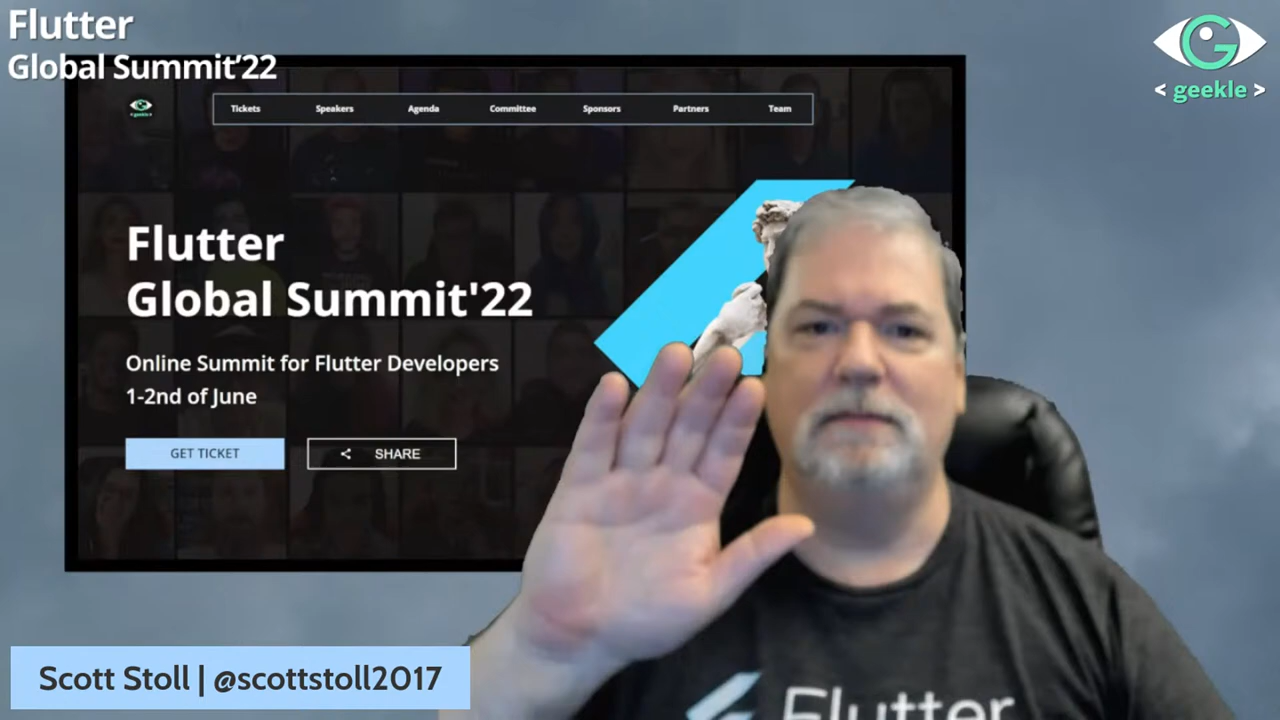 Flutter
Global Summit'22
G
< geekle >
< geekle >
Tickets Speakers Agenda Committee Sponsors Partners Team
Flutter
Global Summit'22
Online Summit for Flutter Developers
1-2nd of June
GET TICKET SHARE
Scott Stoll | @scottstoll2017
Flutter